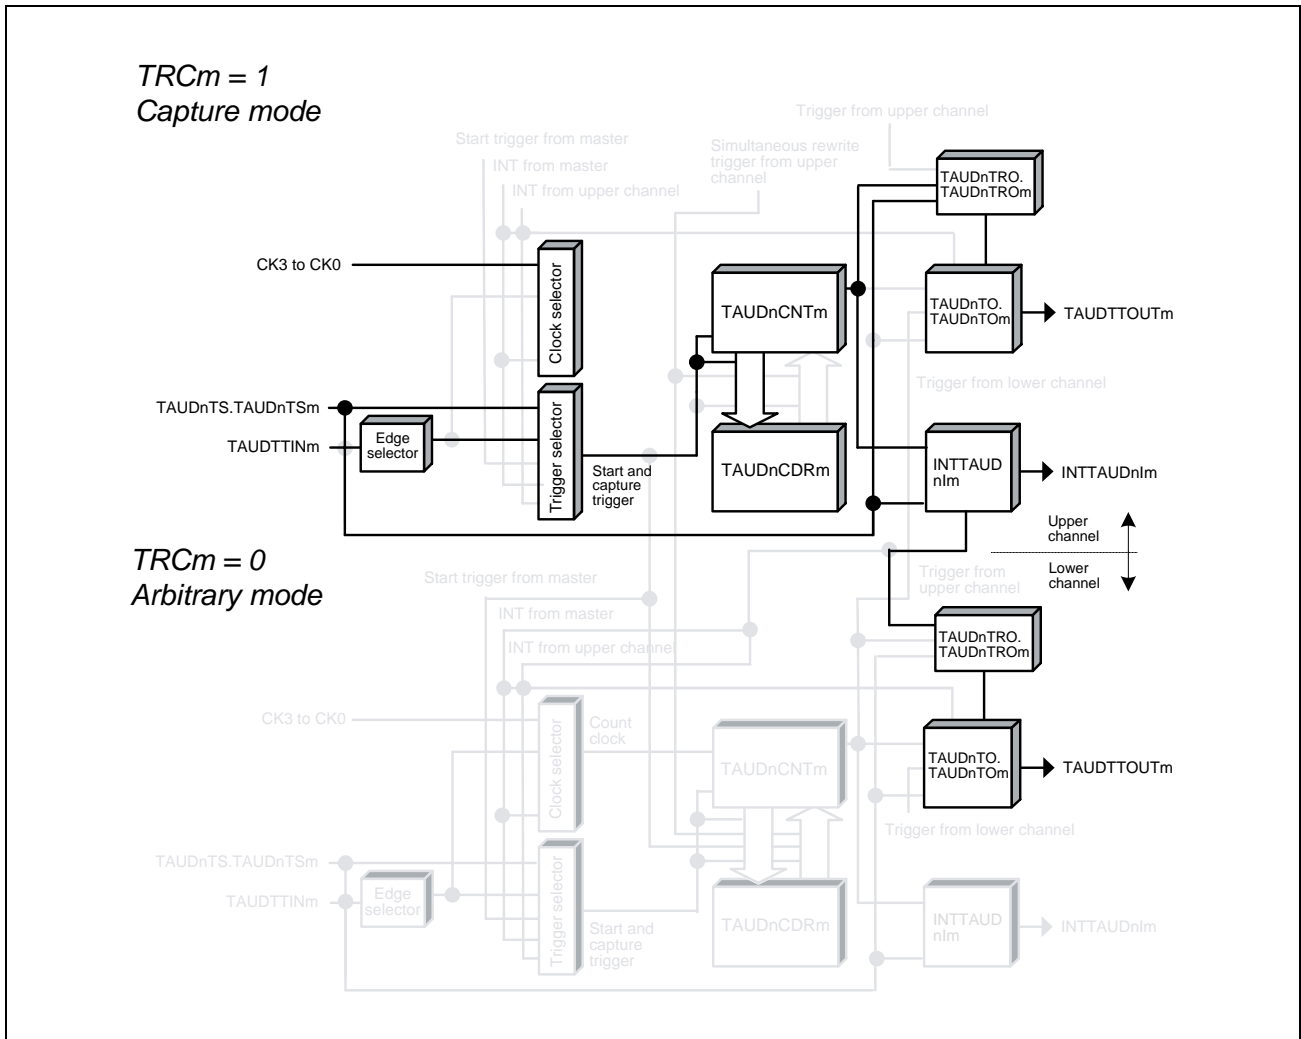 TRCm = 1
Capture mode
Trigger from upper channel
Start trigger from master
Simultaneous rewrite
trigger from upper
channel
INT from master
INT from upper channel
TAUDnTRO.
TAUDnTROm
CK3 to CK0
Clock selector
TAUDnCNTm
TAUDnTO.
TAUDnTOm
TAUDTTOUTm
Trigger from lower channel
TAUDnTS.TAUDnTSm
TAUDTTINm
Edge
selector
Trigger selector
Start and
capture
trigger
TAUDnCDRm
INTTAUD
nIm
INTTAUDnIm
Upper
channel
Lower
channel
TRCm = 0
Arbitrary mode
Start trigger from master
Trigger from
upper channel
INT from master
INT from upper channel
TAUDnTRO.
TAUDnTROm
CK3 to CK0
Clock selector
Count
clock
TAUDnCNTm
TAUDnTO.
TAUDnTOm
TAUDTTOUTm
Trigger from lower channel
TAUDnTS.TAUDnTSm
TAUDTTINm
Edge
selector
Trigger selector
Start and
capture
trigger
TAUDnCDRm
INTTAUD
nIm
INTTAUDnIm